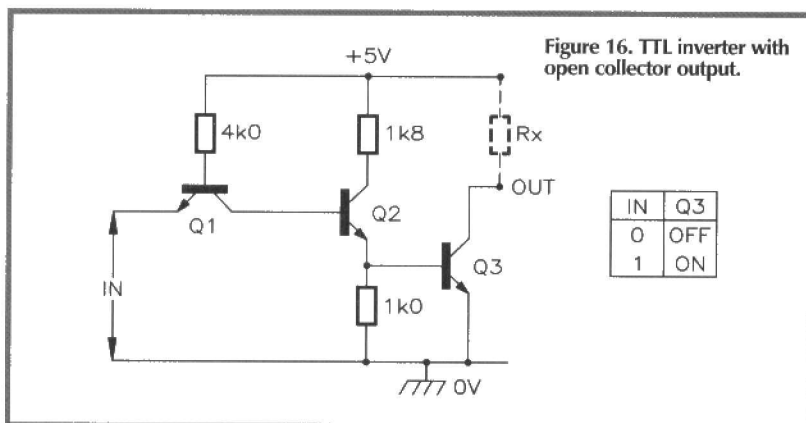 Figure 16. TTL inverter with
open collector output.
+5V
4k0
1k8
Rx
OUT
Q1
Q2
Q3
IN
1k0
0V
IN Q3
0 OFF
1 ON